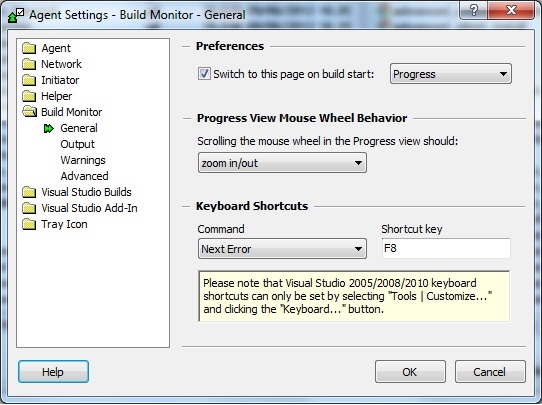 Agent Settings - Build Monitor - General
Agent
Network
Initiator
Helper
Build Monitor
General
Output
Warnings
Advanced
Visual Studio Builds
Visual Studio Add-In
Tray Icon
Preferences
Switch to this page on build start: Progress
Progress View Mouse Wheel Behavior
Scrolling the mouse wheel in the Progress view should:
zoom in/out
Keyboard Shortcuts
Command Shortcut key
Next Error F8
Please note that Visual Studio 2005/2008/2010 keyboard
shortcuts can only be set by selecting "Tools | Customize..."
and clicking the "Keyboard..." button.
Help OK Cancel